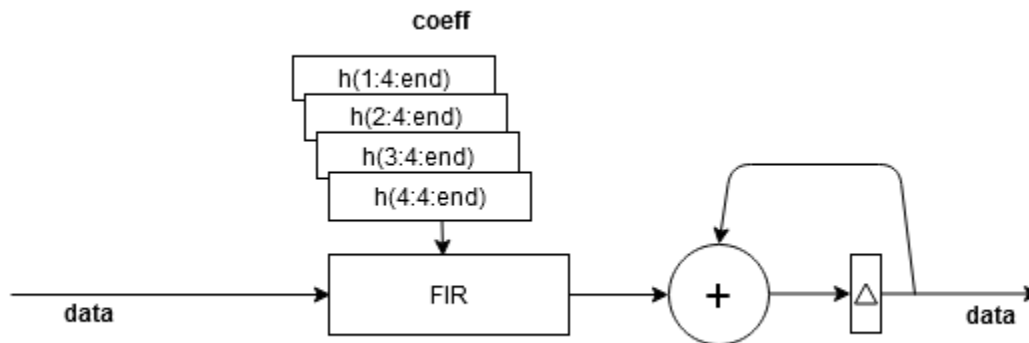 coeff
h(1:4:end)
h(2:4:end)
h(3:4:end)
h(4:4:end)
data
FIR
+
△
data